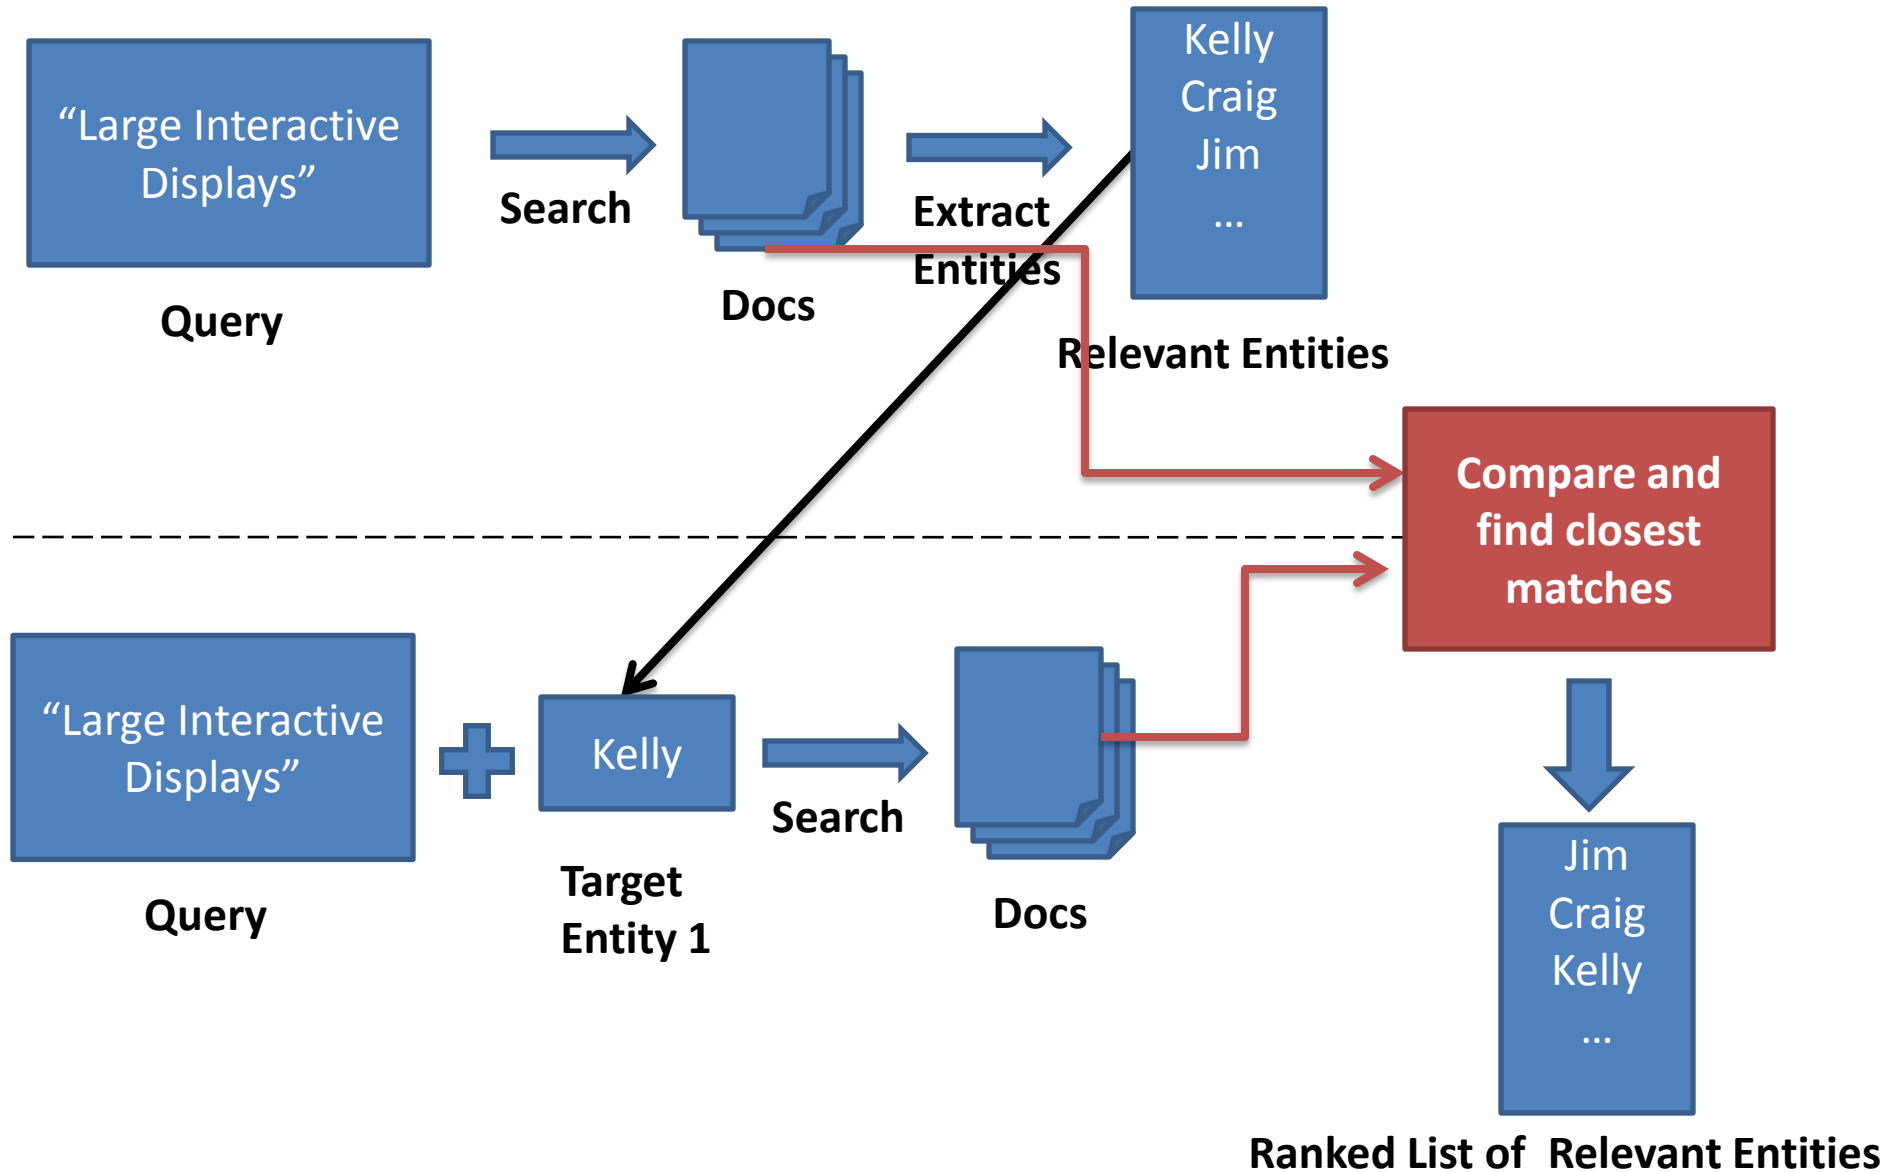 “Large Interactive
Displays”
Query
Search
Docs
Extract
Entities
Kelly
Craig
Jim
...
Relevant Entities
Compare and
find closest
matches
“Large Interactive
Displays”
Query
Kelly
Target
Entity 1
Search
Docs
Jim
Craig
Kelly
...
Ranked List of  Relevant Entities